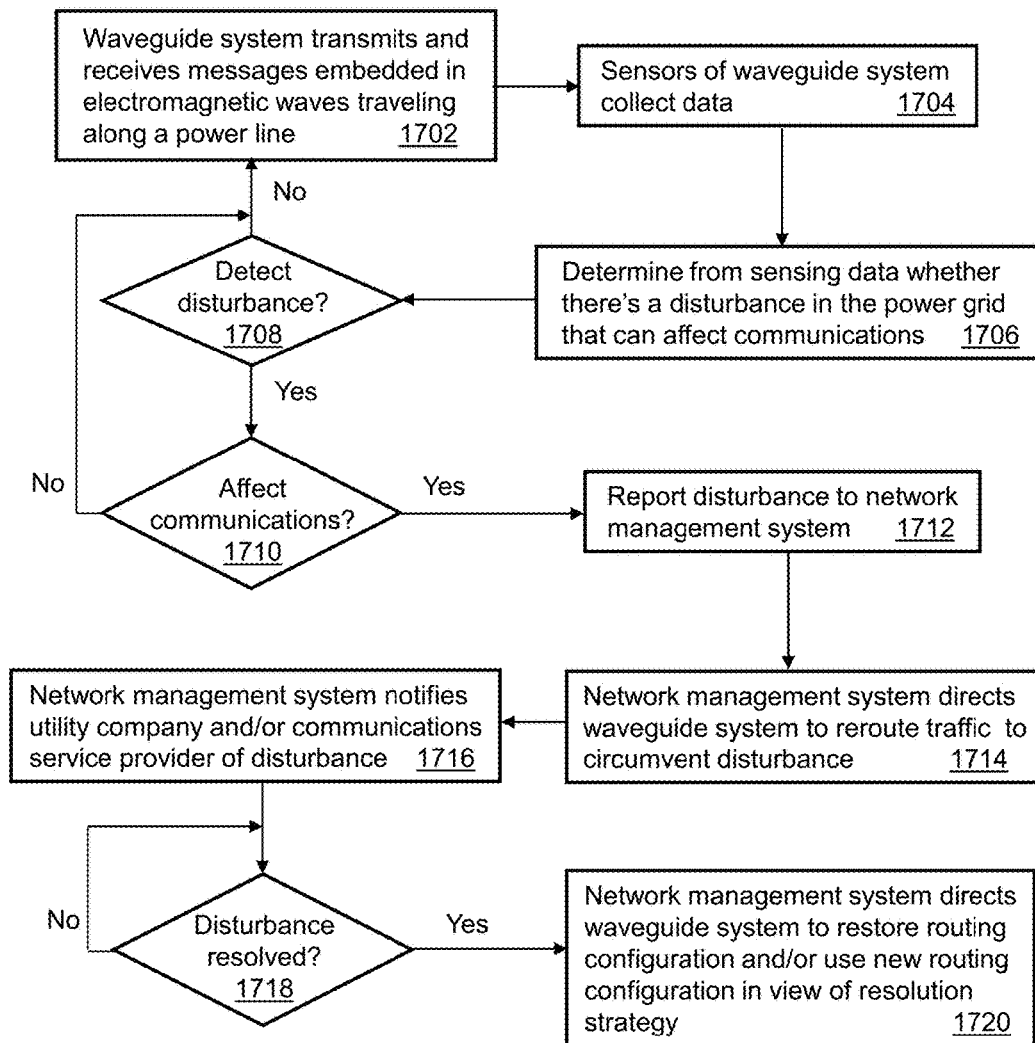 Waveguide system transmits and
receives messages embedded in
electromagnetic waves traveling
along a power line 1702
Sensors of waveguide system
collect data 1704
No
Detect
disturbance?
1708
Determine from sensing data whether
there's a disturbance in the power grid
that can affect communications 1706
Yes
No
Affect
communications?
1710
Yes
Report disturbance to network
management system 1712
Network management system notifies
utility company and/or communications
service provider of disturbance 1716
Network management system directs
waveguide system to reroute traffic to
circumvent disturbance 1714
No
Disturbance
resolved?
1718
Yes
Network management system directs
waveguide system to restore routing
configuration and/or use new routing
configuration in view of resolution
strategy 1720